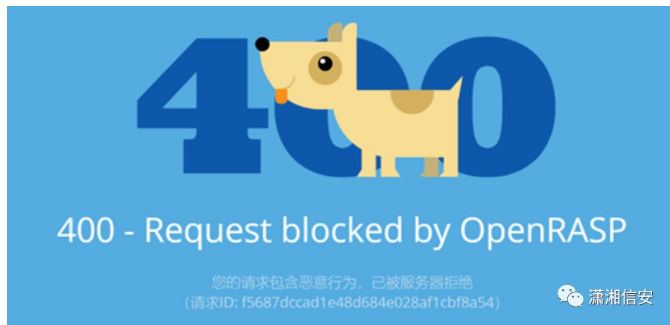 400
400 - Request blocked by OpenRASP
您的请求包含恶意行为，已被服务器拒绝
（请求ID: f5687dccad1e48d684e028af1cbf8a54）
潇湘信安